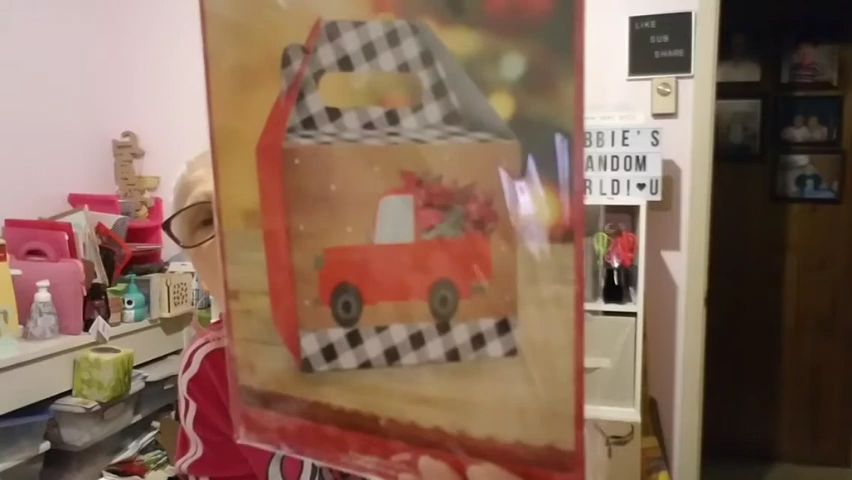 LIKE
SUB
SHARE
BBIE'S
ANDOM
RLD!♥U